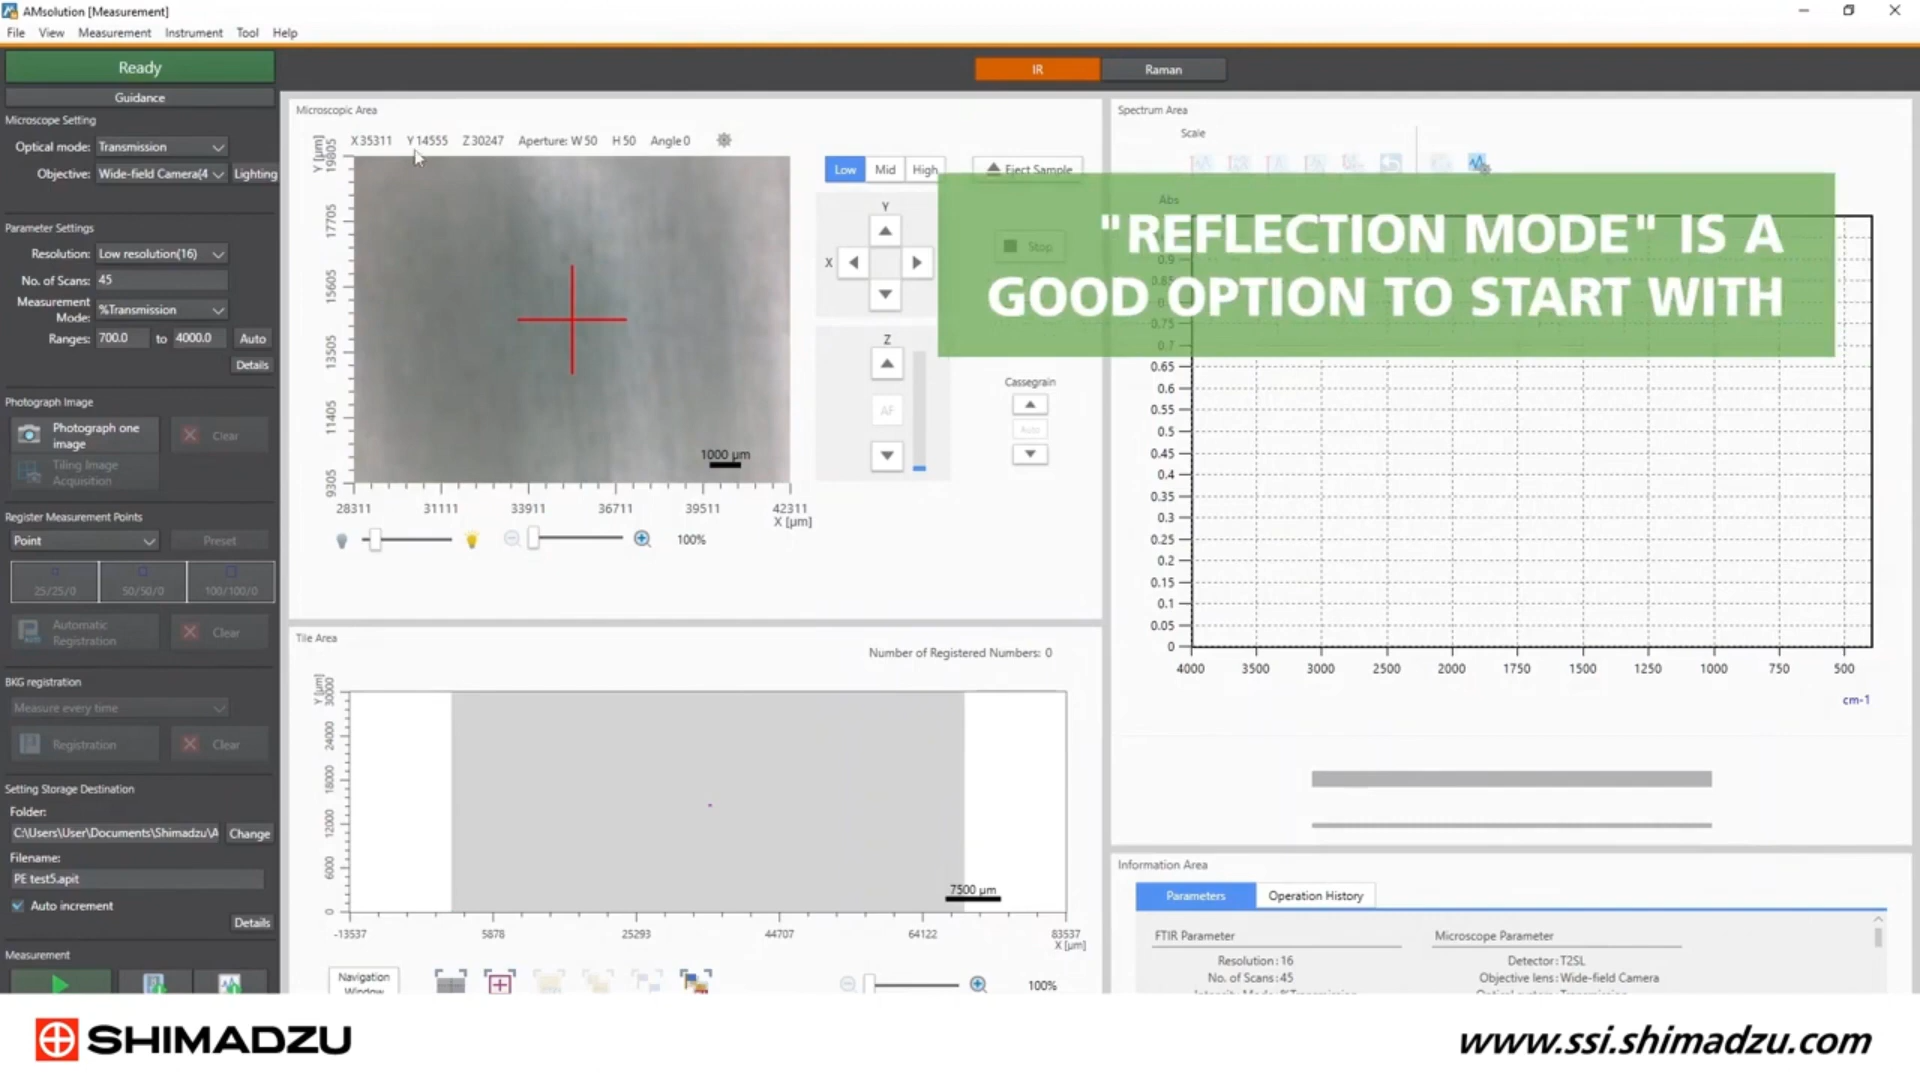 AMsolution [Measurement]
File View Measurement Instrument Tool Help
Ready
Guidance
Microscope Setting
Optical mode: Transmission
Objective: Wide-field Camera(4 Lighting
Parameter Settings
Resolution: Low resolution(16)
No. of Scans: 45
Measurement
Mode: %Transmission
Ranges: 700.0 to 4000.0 Auto
Details
Photograph Image
Photograph one
image
Clear
Tiling Image
Acquisition
Register Measurement Points
Point Preset
25/25/0 50/50/0 100/100/0
Automatic
Registration
Clear
BKG registration
Measure every time
Registration Clear
Setting Storage Destination
Folder:
C:\Users\User\Documents\Shimadzu\A Change
Filename:
PE test5.apit
Auto increment
Details
Measurement
IR Raman
Microscopic Area
X35311 Y14555 Z30247 Aperture: W50 H50 Angle0
Y [µm]
19805
17705
15605
13505
11405
9305
1000 µm
28311 31111 33911 36711 39511 42311
X [µm]
100%
Low Mid High
Eject Sample
Y
X
Stop
Z
AF
Cassegrain
Auto
Tile Area
Number of Registered Numbers: 0
Y [µm]
30000
24000
18000
12000
6000
0
7500 µm
-13537 5878 25293 44707 64122 83537
X [µm]
Navigation
Window
100%
Spectrum Area
Scale
Abs
"REFLECTION MODE" IS A
GOOD OPTION TO START WITH
0.9
0.85
0.8
0.75
0.7
0.65
0.6
0.55
0.5
0.45
0.4
0.35
0.3
0.25
0.2
0.15
0.1
0.05
0
4000 3500 3000 2500 2000 1750 1500 1250 1000 750 500
cm-1
Information Area
Parameters Operation History
FTIR Parameter Microscope Parameter
Resolution:16 Detector:T2SL
No. of Scans:45 Objective lens:Wide-field Camera
SHIMADZU
www.ssi.shimadzu.com